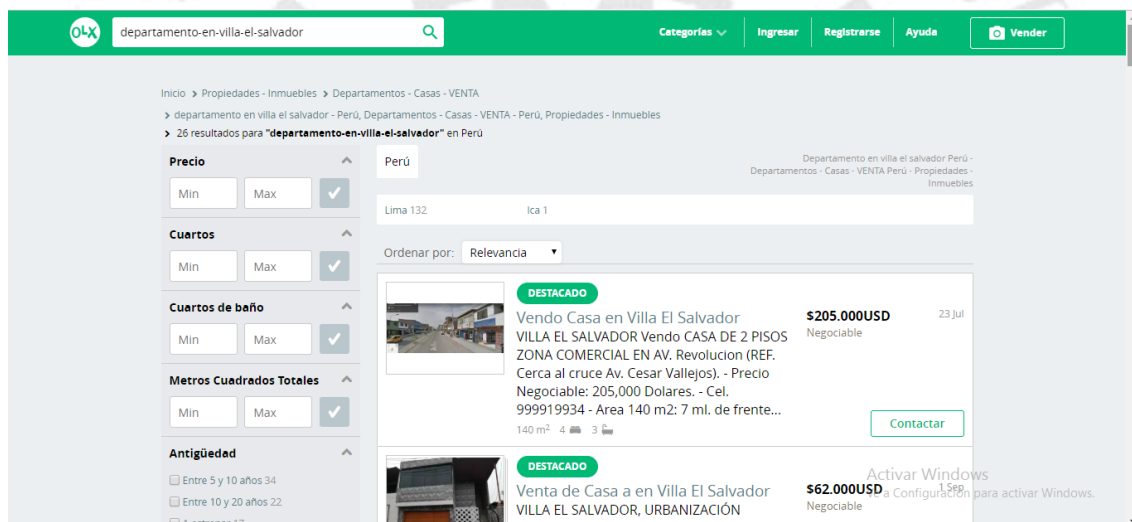 OLX departamento-en-villa-el-salvador Categorías Ingresar Registrarse Ayuda Vender
Inicio > Propiedades - Inmuebles > Departamentos - Casas - VENTA
> departamento en villa el salvador - Perú, Departamentos - Casas - VENTA - Perú, Propiedades - Inmuebles
> 26 resultados para "departamento-en-villa-el-salvador" en Perú
Precio
Min Max
Cuartos
Min Max
Cuartos de baño
Min Max
Metros Cuadrados Totales
Min Max
Antigüedad
Entre 5 y 10 años 34
Entre 10 y 20 años 22
Perú
Departamento en villa el salvador Perú -
Departamentos - Casas - VENTA Perú - Propiedades -
Inmuebles
Lima 132 Ica 1
Ordenar por: Relevancia
DESTACADO
Vendo Casa en Villa El Salvador
VILLA EL SALVADOR Vendo CASA DE 2 PISOS
ZONA COMERCIAL EN AV. Revolucion (REF.
Cerca al cruce Av. Cesar Vallejos). - Precio
Negociable: 205,000 Dolares. - Cel.
999919934 - Area 140 m2: 7 ml. de frente...
140 m² 4 3
$205.000USD 23 Jul
Negociable
Contactar
DESTACADO
Venta de Casa a en Villa El Salvador
VILLA EL SALVADOR, URBANIZACIÓN
$62.000USD 1 Sep
Negociable
Activar Windows
Ve a Configuración para activar Windows.